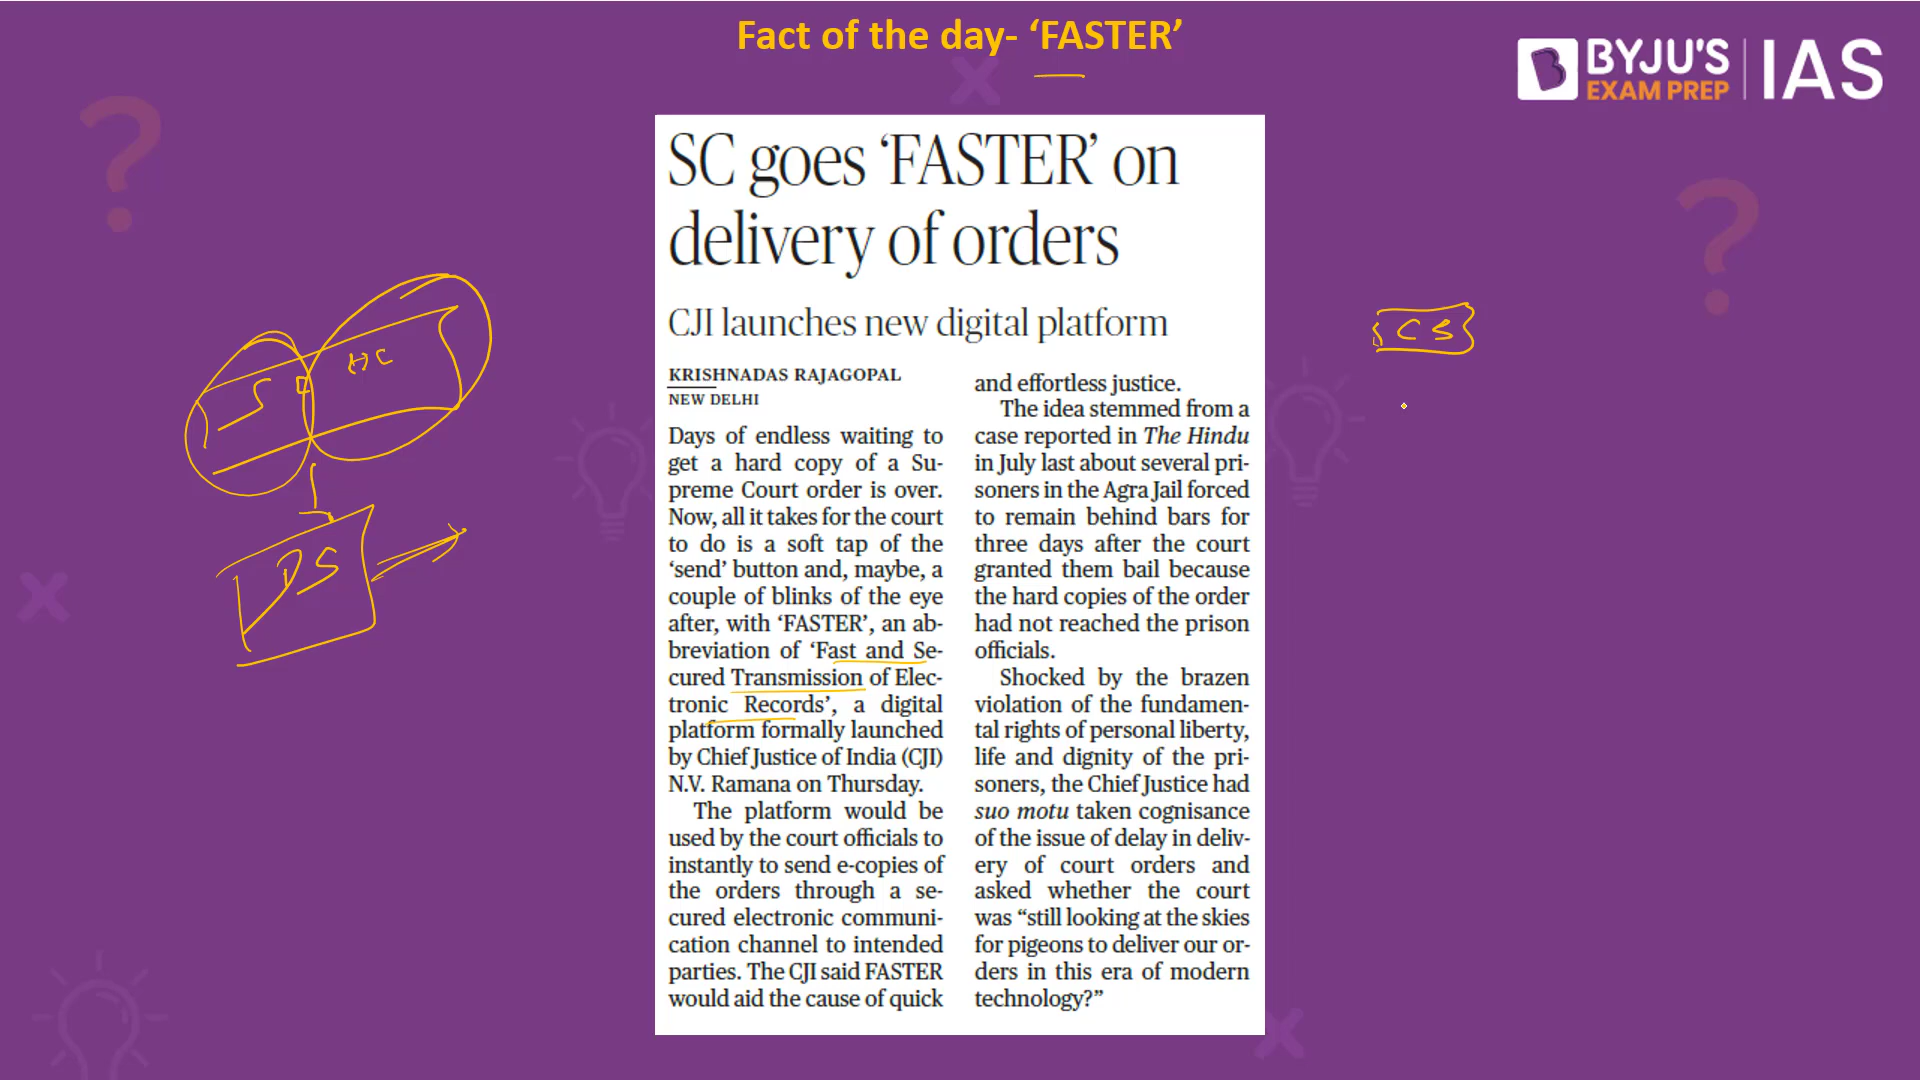 Fact of the day- ‘FASTER’
BYJU'S
EXAM PREP
IAS
SC goes ‘FASTER’ on
delivery of orders
CJI launches new digital platform
KRISHNADAS RAJAGOPAL
NEW DELHI
Days of endless waiting to
get a hard copy of a Su-
preme Court order is over.
Now, all it takes for the court
to do is a soft tap of the
‘send’ button and, maybe, a
couple of blinks of the eye
after, with ‘FASTER’, an ab-
breviation of ‘Fast and Se-
cured Transmission of Elec-
tronic Records’, a digital
platform formally launched
by Chief Justice of India (CJI)
N.V. Ramana on Thursday.
The platform would be
used by the court officials to
instantly to send e-copies of
the orders through a se-
cured electronic communi-
cation channel to intended
parties. The CJI said FASTER
would aid the cause of quick
and effortless justice.
The idea stemmed from a
case reported in The Hindu
in July last about several pri-
soners in the Agra Jail forced
to remain behind bars for
three days after the court
granted them bail because
the hard copies of the order
had not reached the prison
officials.
Shocked by the brazen
violation of the fundamen-
tal rights of personal liberty,
life and dignity of the pri-
soners, the Chief Justice had
suo motu taken cognisance
of the issue of delay in deliv-
ery of court orders and
asked whether the court
was “still looking at the skies
for pigeons to deliver our or-
ders in this era of modern
technology?”
HC
DS
CS